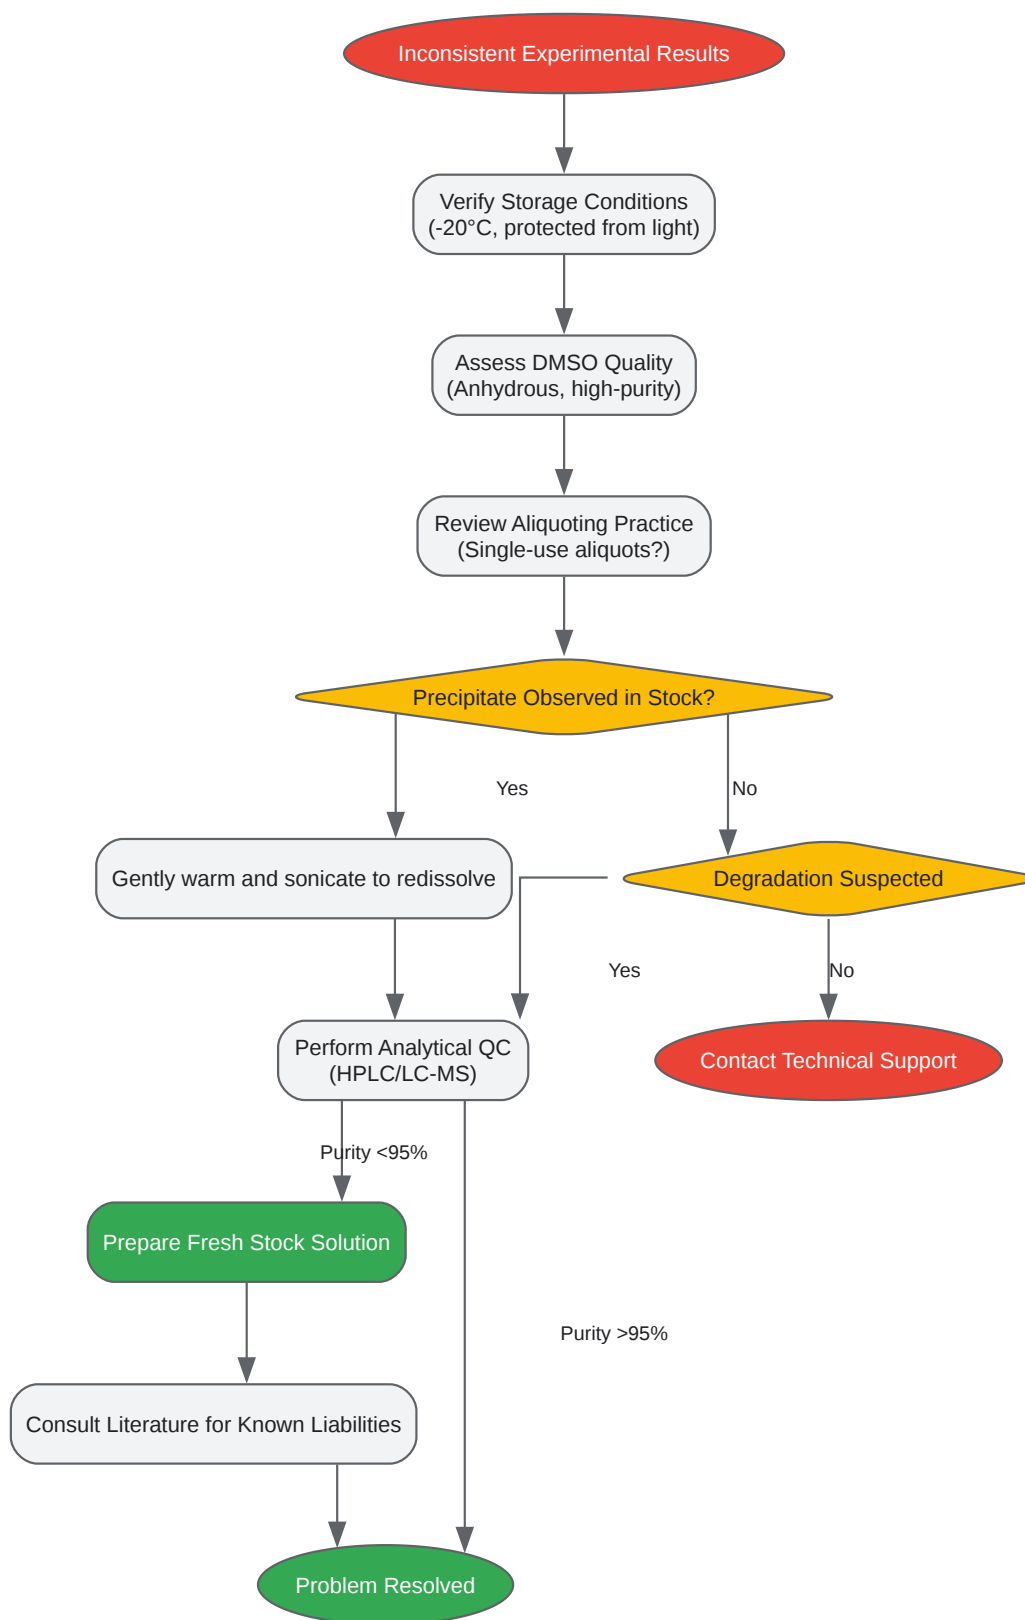 Inconsistent Experimental Results
Verify Storage Conditions
(-20°C, protected from light)
Assess DMSO Quality
(Anhydrous, high-purity)
Review Aliquoting Practice
(Single-use aliquots?)
Precipitate Observed in Stock?
Yes
No
Gently warm and sonicate to redissolve
Degradation Suspected
Yes
No
Perform Analytical QC
(HPLC/LC-MS)
Contact Technical Support
Purity <95%
Prepare Fresh Stock Solution
Purity >95%
Consult Literature for Known Liabilities
Problem Resolved